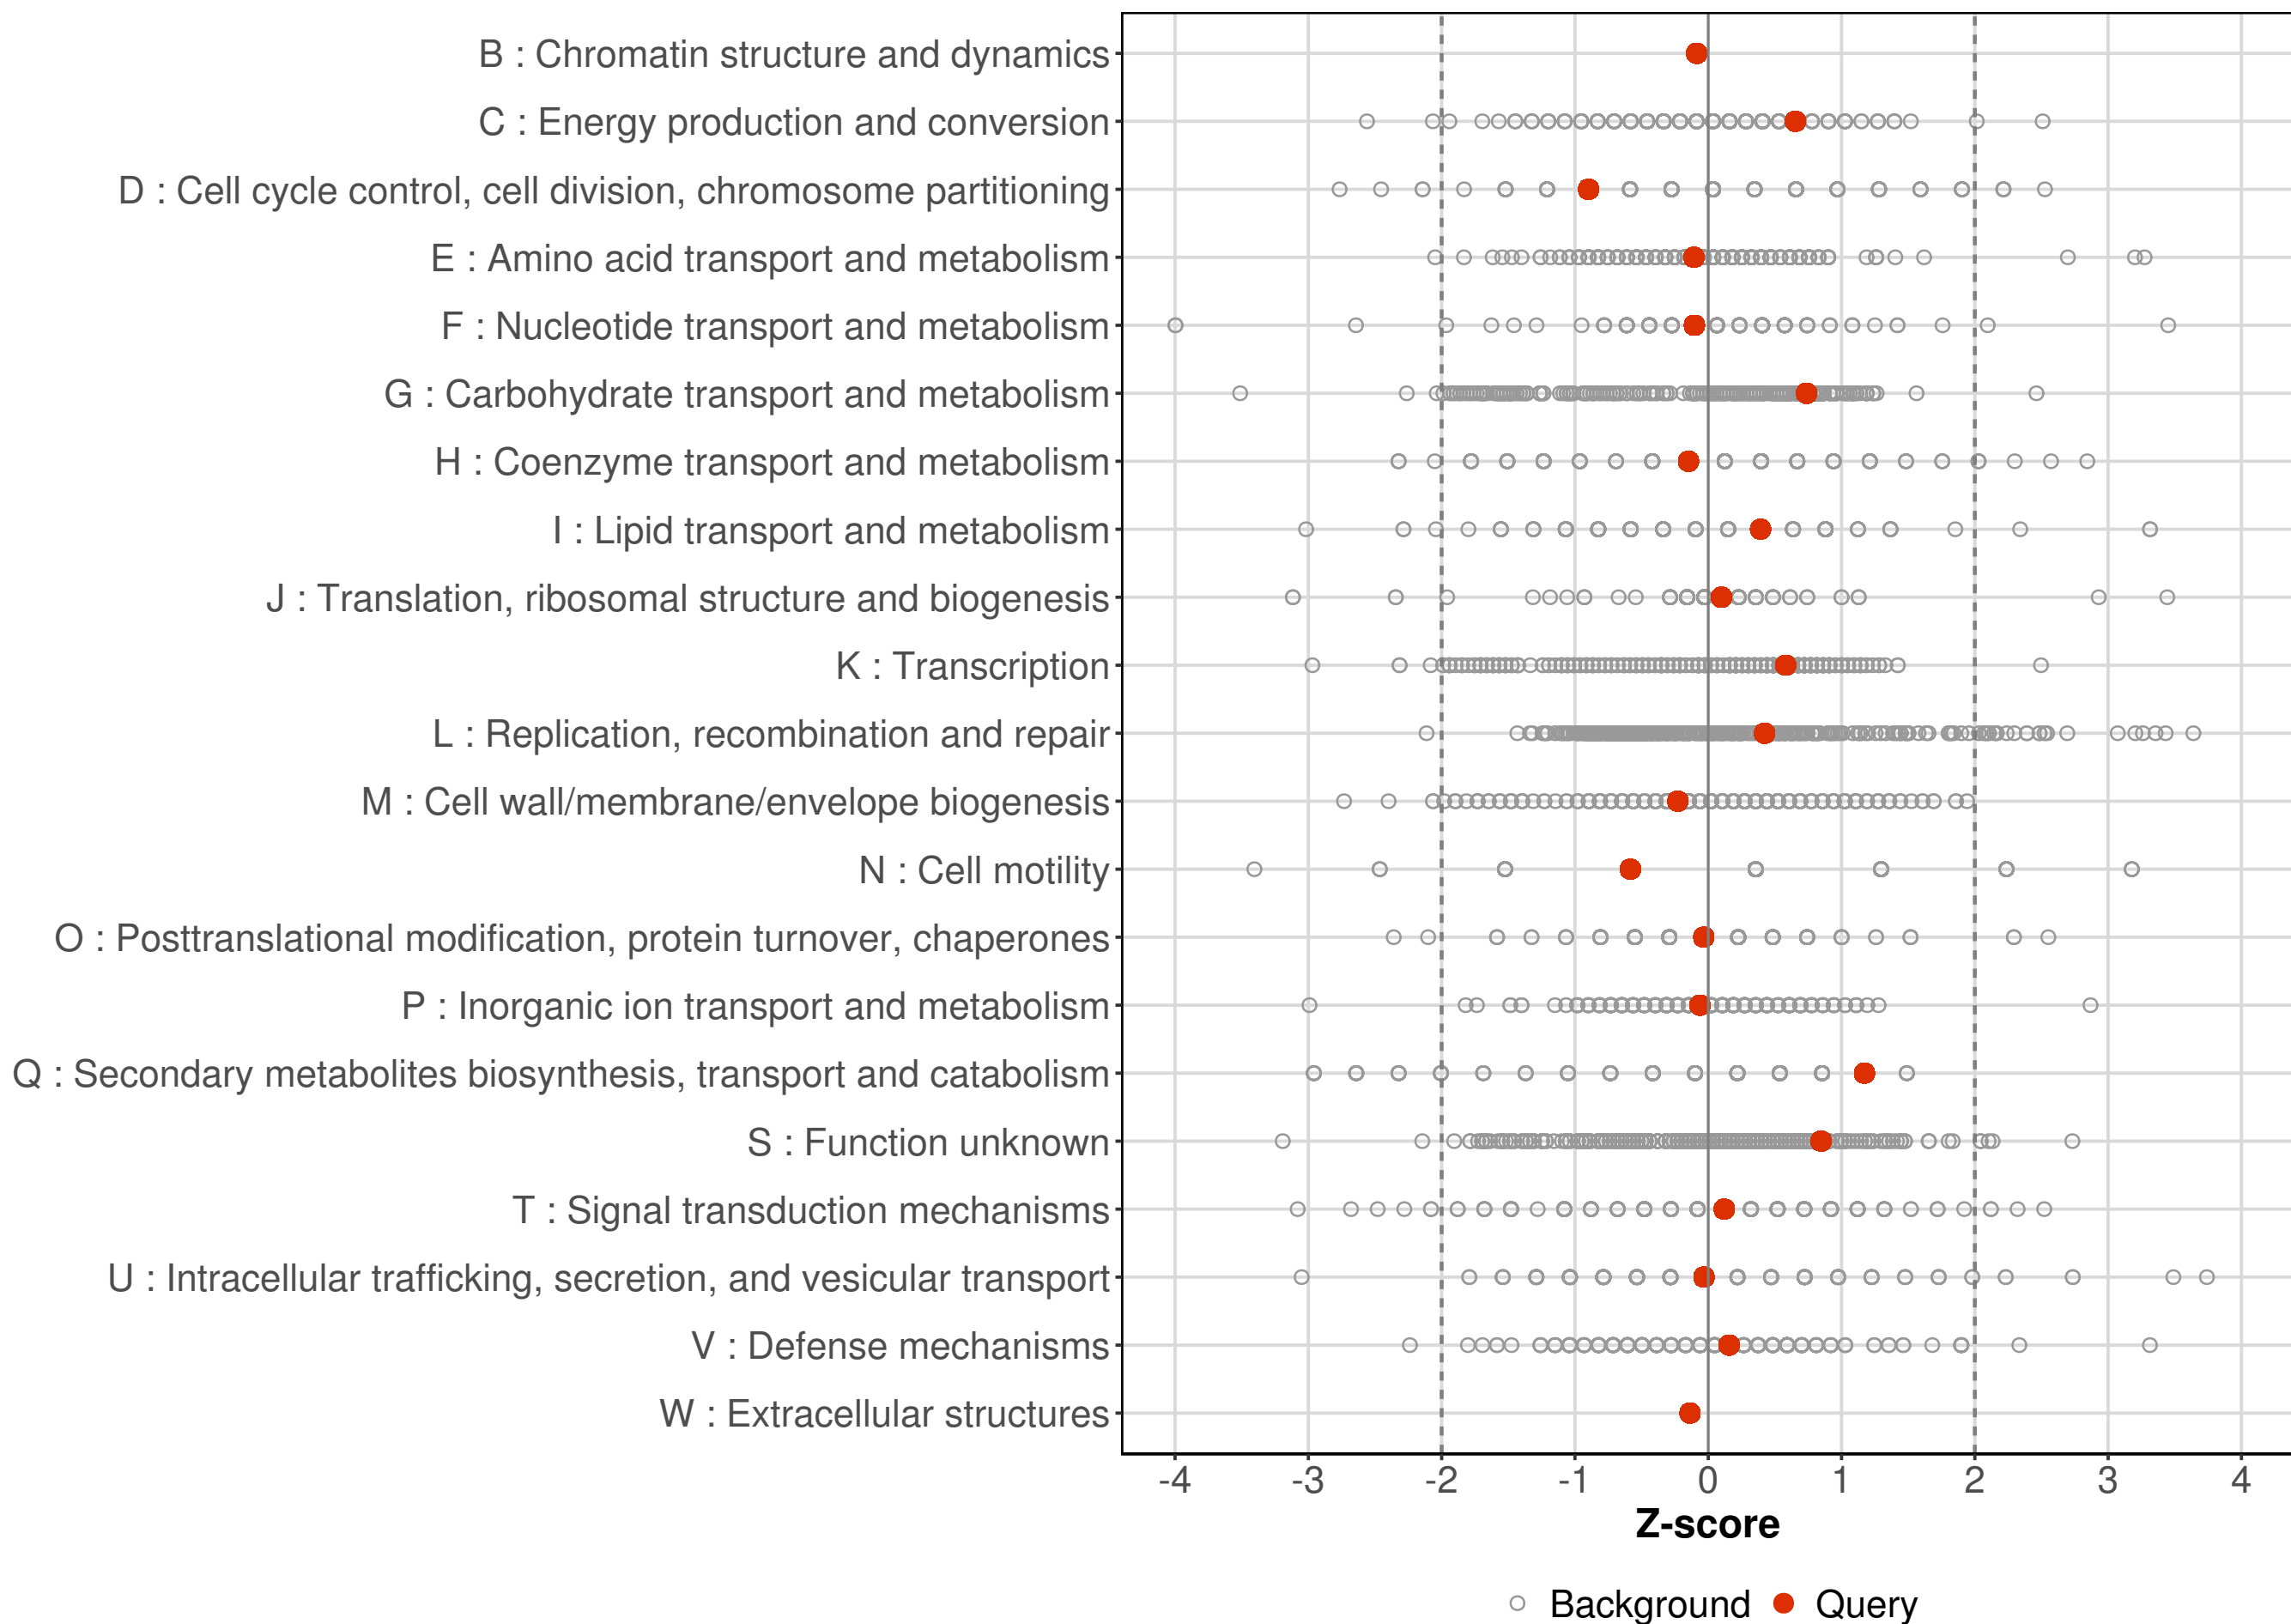 B : Chromatin structure and dynamics
C : Energy production and conversion
D : Cell cycle control, cell division, chromosome partitioning
E : Amino acid transport and metabolism
F : Nucleotide transport and metabolism
G : Carbohydrate transport and metabolism
H : Coenzyme transport and metabolism
I : Lipid transport and metabolism
J : Translation, ribosomal structure and biogenesis
K : Transcription
L : Replication, recombination and repair
M : Cell wall/membrane/envelope biogenesis
N : Cell motility
O : Posttranslational modification, protein turnover, chaperones
P : Inorganic ion transport and metabolism
Q : Secondary metabolites biosynthesis, transport and catabolism
S : Function unknown
T : Signal transduction mechanisms
U : Intracellular trafficking, secretion, and vesicular transport
V : Defense mechanisms
W : Extracellular structures
-4 -3 -2 -1 0 1 2 3 4
Z-score
Background Query